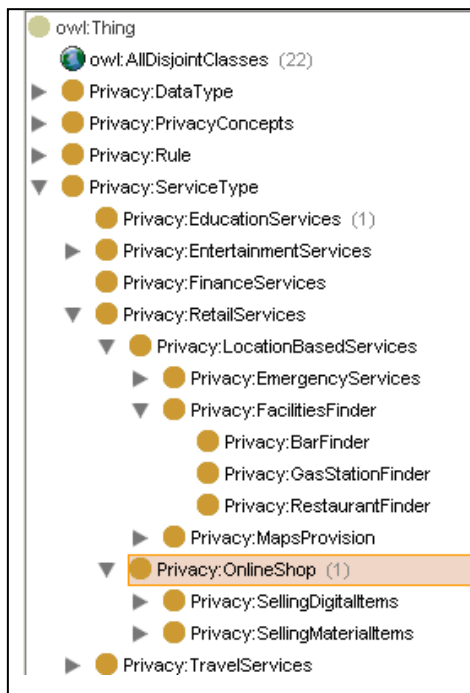 owl:Thing
owl:AllDisjointClasses (22)
Privacy:DataType
Privacy:PrivacyConcepts
Privacy:Rule
Privacy:ServiceType
Privacy:EducationServices (1)
Privacy:EntertainmentServices
Privacy:FinanceServices
Privacy:RetailServices
Privacy:LocationBasedServices
Privacy:EmergencyServices
Privacy:FacilitiesFinder
Privacy:BarFinder
Privacy:GasStationFinder
Privacy:RestaurantFinder
Privacy:MapsProvision
Privacy:OnlineShop (1)
Privacy:SellingDigitalItems
Privacy:SellingMaterialItems
Privacy:TravelServices